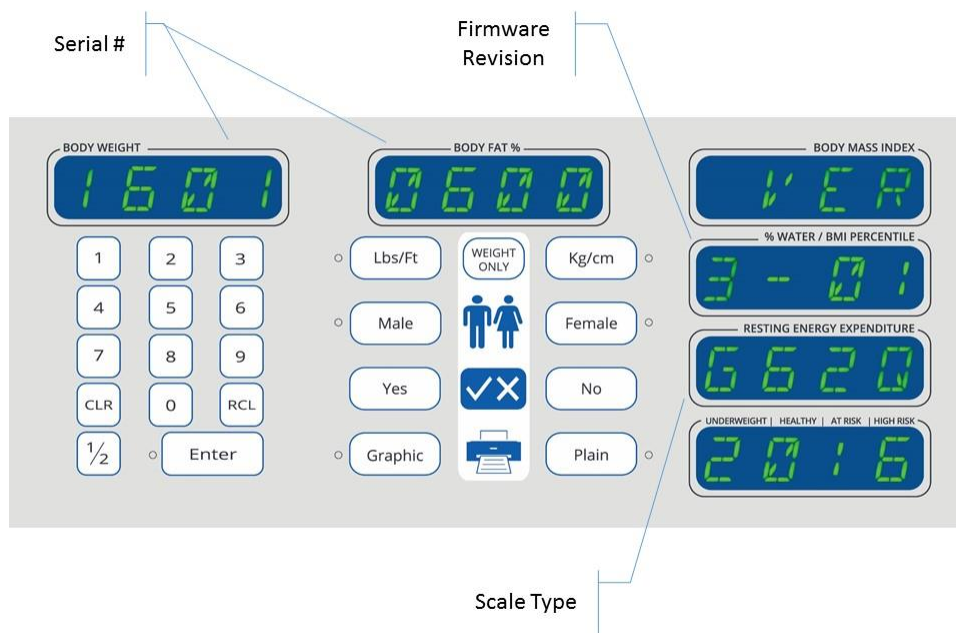 Serial #
Firmware
Revision
BODY WEIGHT
1601
BODY FAT %
0600
BODY MASS INDEX
VER
% WATER / BMI PERCENTILE
3-01
RESTING ENERGY EXPENDITURE
G620
UNDERWEIGHT | HEALTHY | AT RISK | HIGH RISK
2016
1 2 3
4 5 6
7 8 9
CLR 0 RCL
1/2 Enter
Lbs/Ft WEIGHT ONLY Kg/cm
Male Female
Yes No
Graphic Plain
Scale Type